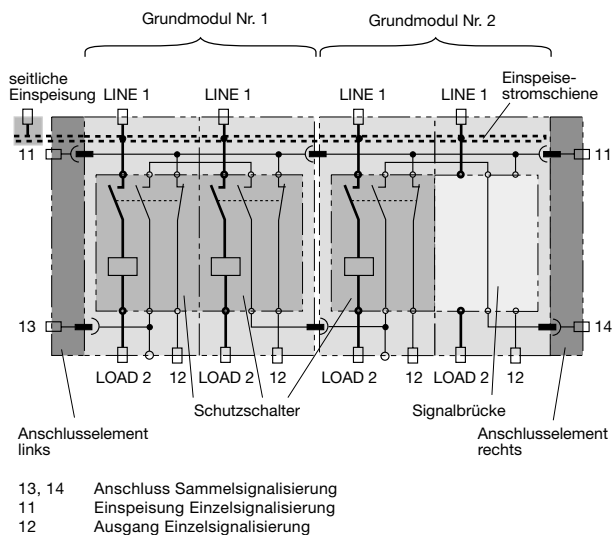 Grundmodul Nr. 1
Grundmodul Nr. 2
seitliche
Einspeisung
LINE 1
LINE 1
LINE 1
LINE 1
Einspeise-
stromschiene
11
11
13
14
LOAD 2
12
LOAD 2
12
LOAD 2
12
LOAD 2
12
Schutzschalter
Signalbrücke
Anschlusselement
links
Anschlusselement
rechts
13, 14 Anschluss Sammelsignalisierung
11 Einspeisung Einzelsignalisierung
12 Ausgang Einzelsignalisierung